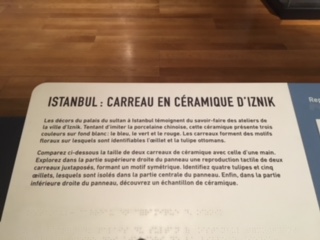 ISTANBUL : CARREAU EN CÉRAMIQUE D'IZNIK
Les décors du palais du sultan à Istanbul témoignent du savoir-faire des ateliers de
la ville d'Iznik. Tentant d'imiter la porcelaine chinoise, cette céramique présente trois
couleurs sur fond blanc : le bleu, le vert et le rouge. Les carreaux forment des motifs
floraux sur lesquels sont identifiables l'œillet et la tulipe ottomans.
Comparez ci-dessous la taille de deux carreaux de céramique avec celle d'une main.
Explorez dans la partie supérieure droite du panneau une reproduction tactile de deux
carreaux juxtaposés, formant un motif symétrique. Identifiez quatre tulipes et cinq
œillets, lesquels sont isolés dans la partie centrale du panneau. Enfin, dans la partie
inférieure droite du panneau, découvrez un échantillon de céramique.